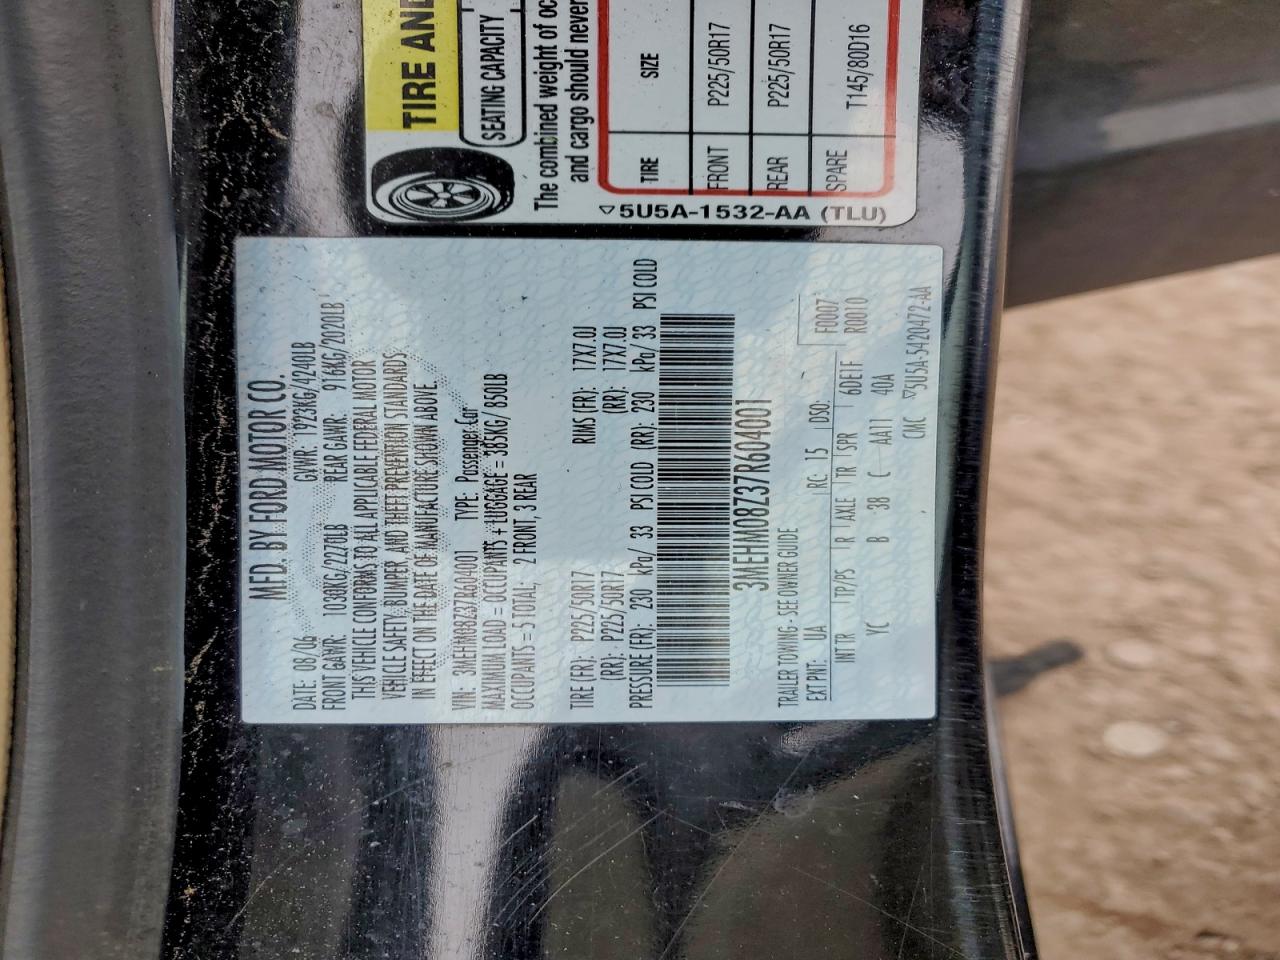 TIRE AND
SEATING CAPACITY
The combined weight of oc
and cargo should never
TIRE SIZE
FRONT P225/50R17
REAR P225/50R17
SPARE T145/80D16
5U5A-1532-AA (TLU)
MFD. BY FORD MOTOR CO.
DATE: 08/06 GVWR: 1923KG/4240LB
FRONT GAWR: 1030KG/2270LB REAR GAWR: 916KG/2020LB
THIS VEHICLE CONFORMS TO ALL APPLICABLE FEDERAL MOTOR
VEHICLE SAFETY, BUMPER, AND THEFT PREVENTION STANDARDS
IN EFFECT ON THE DATE OF MANUFACTURE SHOWN ABOVE.
VIN: 3MEHM08Z37R604001 TYPE: Passenger Car
MAXIMUM LOAD = OCCUPANTS + LUGGAGE = 385KG/ 850LB
OCCUPANTS = 5 TOTAL, 2 FRONT, 3 REAR
TIRE (FR): P225/50R17 RIMS (FR): 17X7.0J
(RR): P225/50R17 (RR): 17X7.0J
PRESSURE (FR): 230 kPa/ 33 PSI COLD (RR): 230 kPa/ 33 PSI COLD
3MEHM08Z37R604001
TRAILER TOWING - SEE OWNER GUIDE
EXT PNT: UA RC: 15 DSO: F0007
INT TR TP/PS R AXLE TR SPR 6DE1F R0010
YC B 38 C AA11 40A
CMC 5U5A-5420472-AA